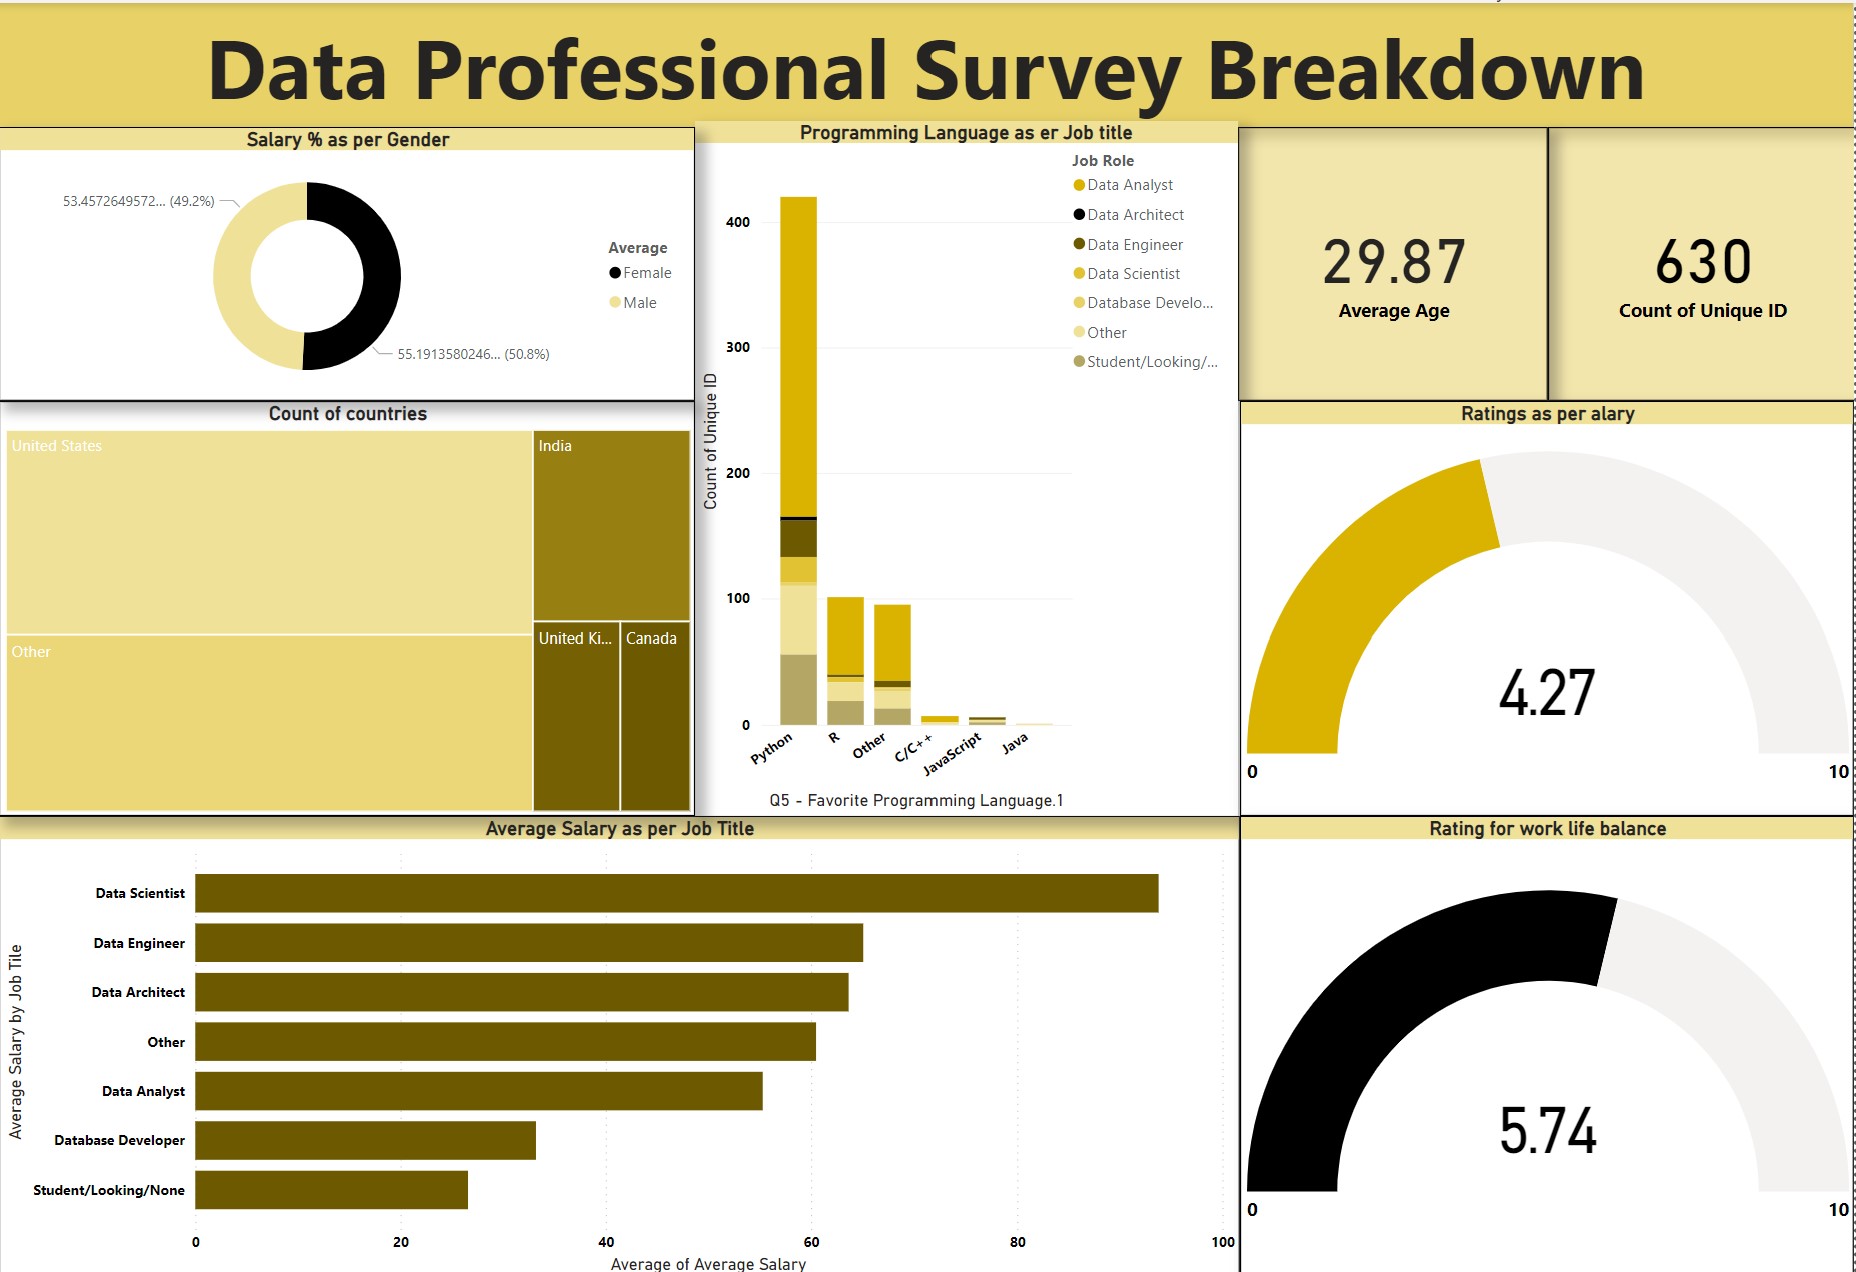 Data Professional Survey Breakdown
Salary % as per Gender
53.4572649572... (49.2%)
55.1913580246... (50.8%)
Average
Female
Male
Programming Language as er Job title
Job Role
Data Analyst
Data Architect
Data Engineer
Data Scientist
Database Develo...
Other
Student/Looking/...
Count of Unique ID
400
300
200
100
0
Python
R
Other
C/C++
JavaScript
Java
Q5 - Favorite Programming Language.1
29.87
Average Age
630
Count of Unique ID
Count of countries
United States
India
Other
United Ki...
Canada
Ratings as per alary
4.27
0
10
Average Salary as per Job Title
Average Salary by Job Tile
Data Scientist
Data Engineer
Data Architect
Other
Data Analyst
Database Developer
Student/Looking/None
0
20
40
60
80
100
Average of Average Salary
Rating for work life balance
5.74
0
10